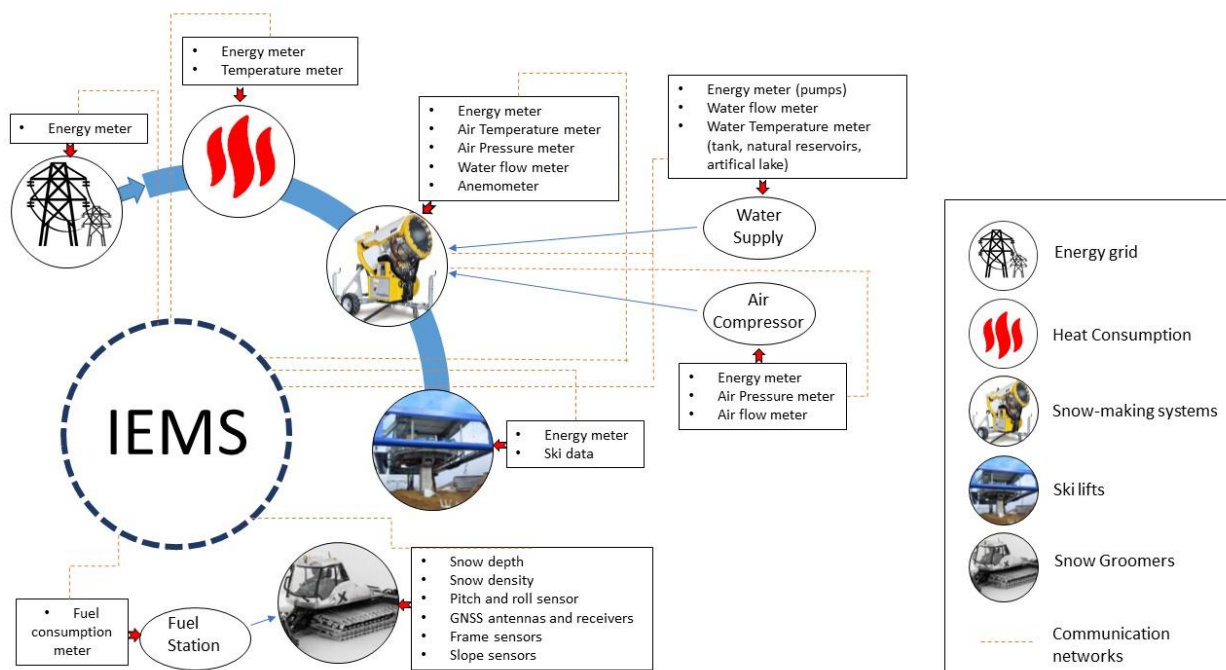 • Energy meter
• Temperature meter
• Energy meter
• Energy meter
• Air Temperature meter
• Air Pressure meter
• Water flow meter
• Anemometer
• Energy meter (pumps)
• Water flow meter
• Water Temperature meter
(tank, natural reservoirs,
artifical lake)
Water
Supply
Air
Compressor
• Energy meter
• Air Pressure meter
• Air flow meter
IEMS
• Energy meter
• Ski data
• Snow depth
• Snow density
• Pitch and roll sensor
• GNSS antennas and receivers
• Frame sensors
• Slope sensors
• Fuel
consumption
meter
Fuel
Station
Energy grid
Heat Consumption
Snow-making systems
Ski lifts
Snow Groomers
Communication
networks